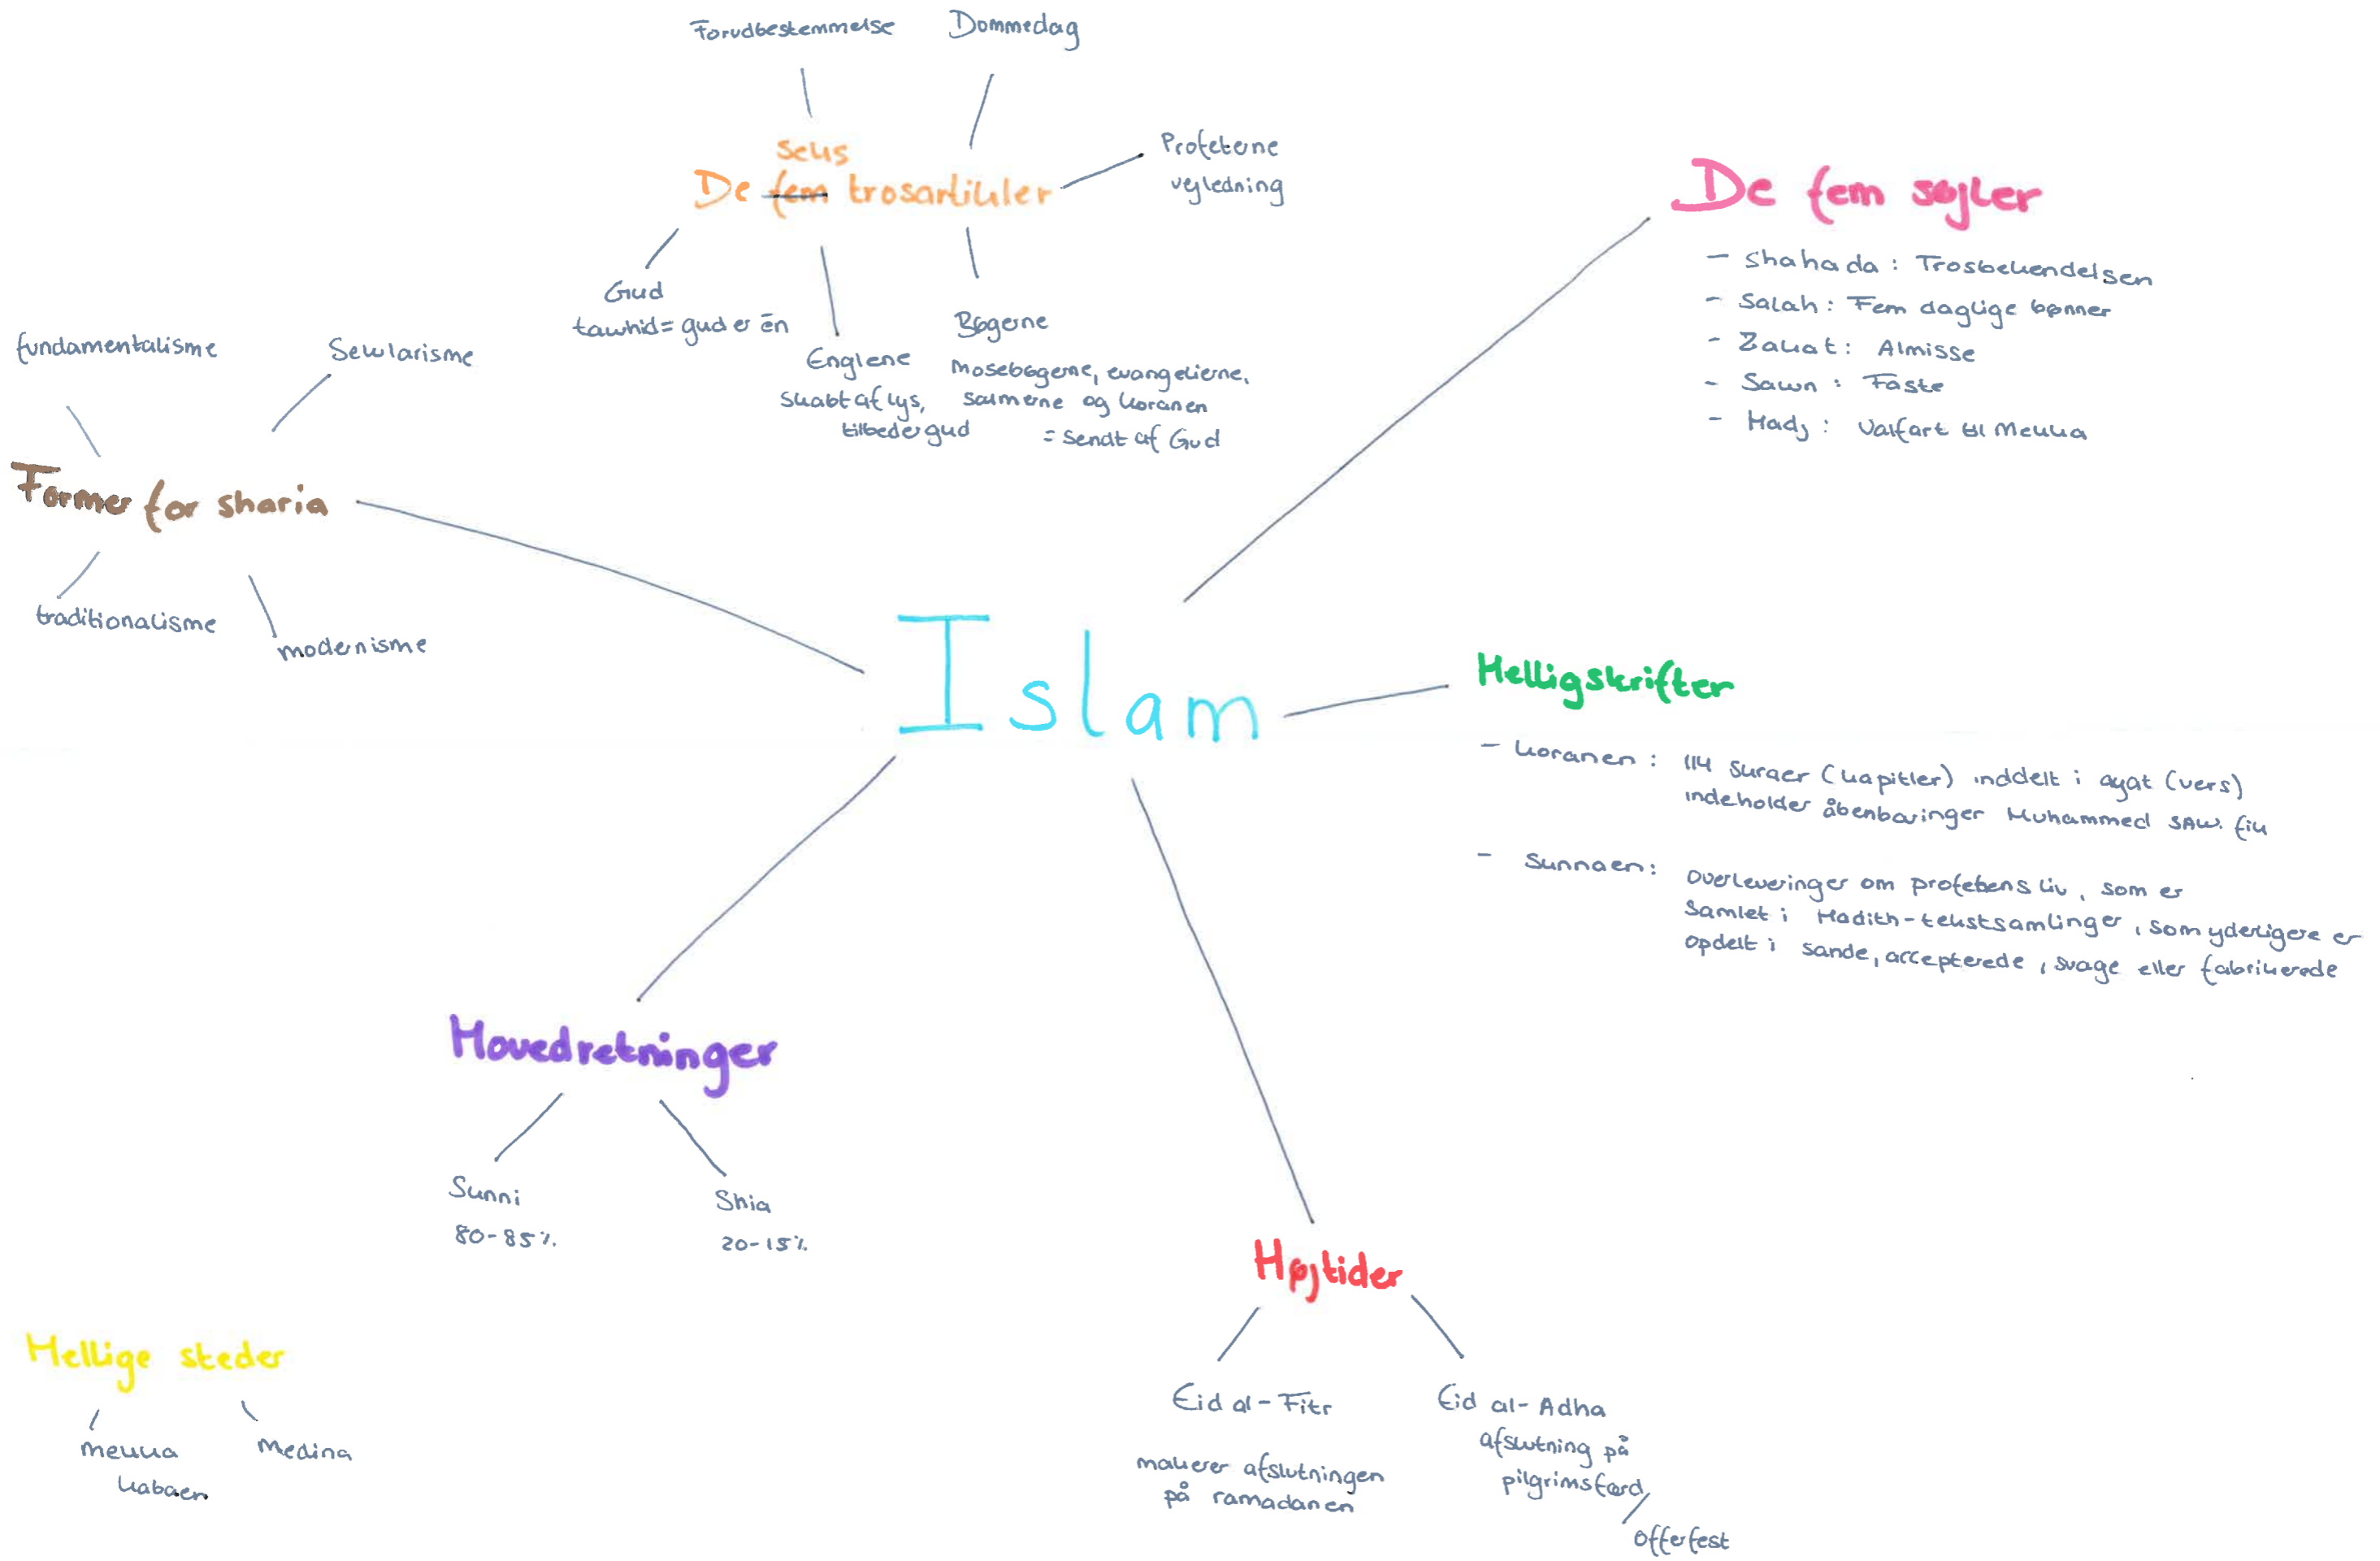 Forudbestemmelse
Dommedag
Profeterne
vejledning
seks
De fem trosartikler
Gud
tawhid = gud er én
Englene
skabt af lys,
tilbeder gud
Bøgerne
Mosebøgerne, evangelierne,
salmerne og koranen
= sendt af Gud
De fem søjler
- Shahada : Trosbekendelsen
- Salah : Fem daglige bønner
- Zakat : Almisse
- Sawn : Faste
- Hadj : Valfart til Mekka
fundamentalisme
Sekularisme
Former for sharia
traditionalisme
modernisme
Islam
Helligskrifter
- Koranen : 114 suraer (kapitler) inddelt i ayat (vers)
indeholder åbenbaringer Muhammed SAW. fik
- Sunnaen : Overleveringer om profetens liv, som er
samlet i Hadith-tekstsamlinger, som yderligere er
opdelt i sande, accepterede, svage eller fabrikerede
Hovedretninger
Sunni
80-85%
Shia
20-15%
Højtider
Eid al-Fitr
makerer afslutningen
på ramadanen
Eid al-Adha
afslutning på
pilgrimsfærd
offerfest
Hellige steder
Mekka
Kabaen
Medina